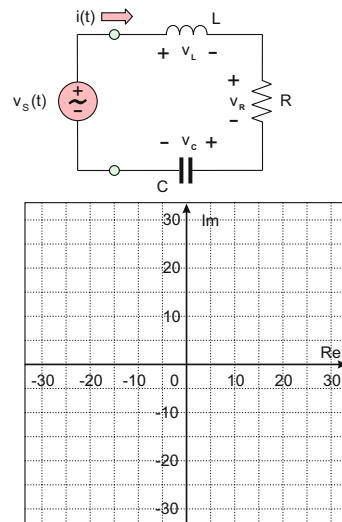 i(t)
L
+ v_L -
v_S(t)
+
-
+
v_R
-
R
- v_C +
C
30
Im
20
10
Re
-30 -20 -10 0 10 20 30
-10
-20
-30